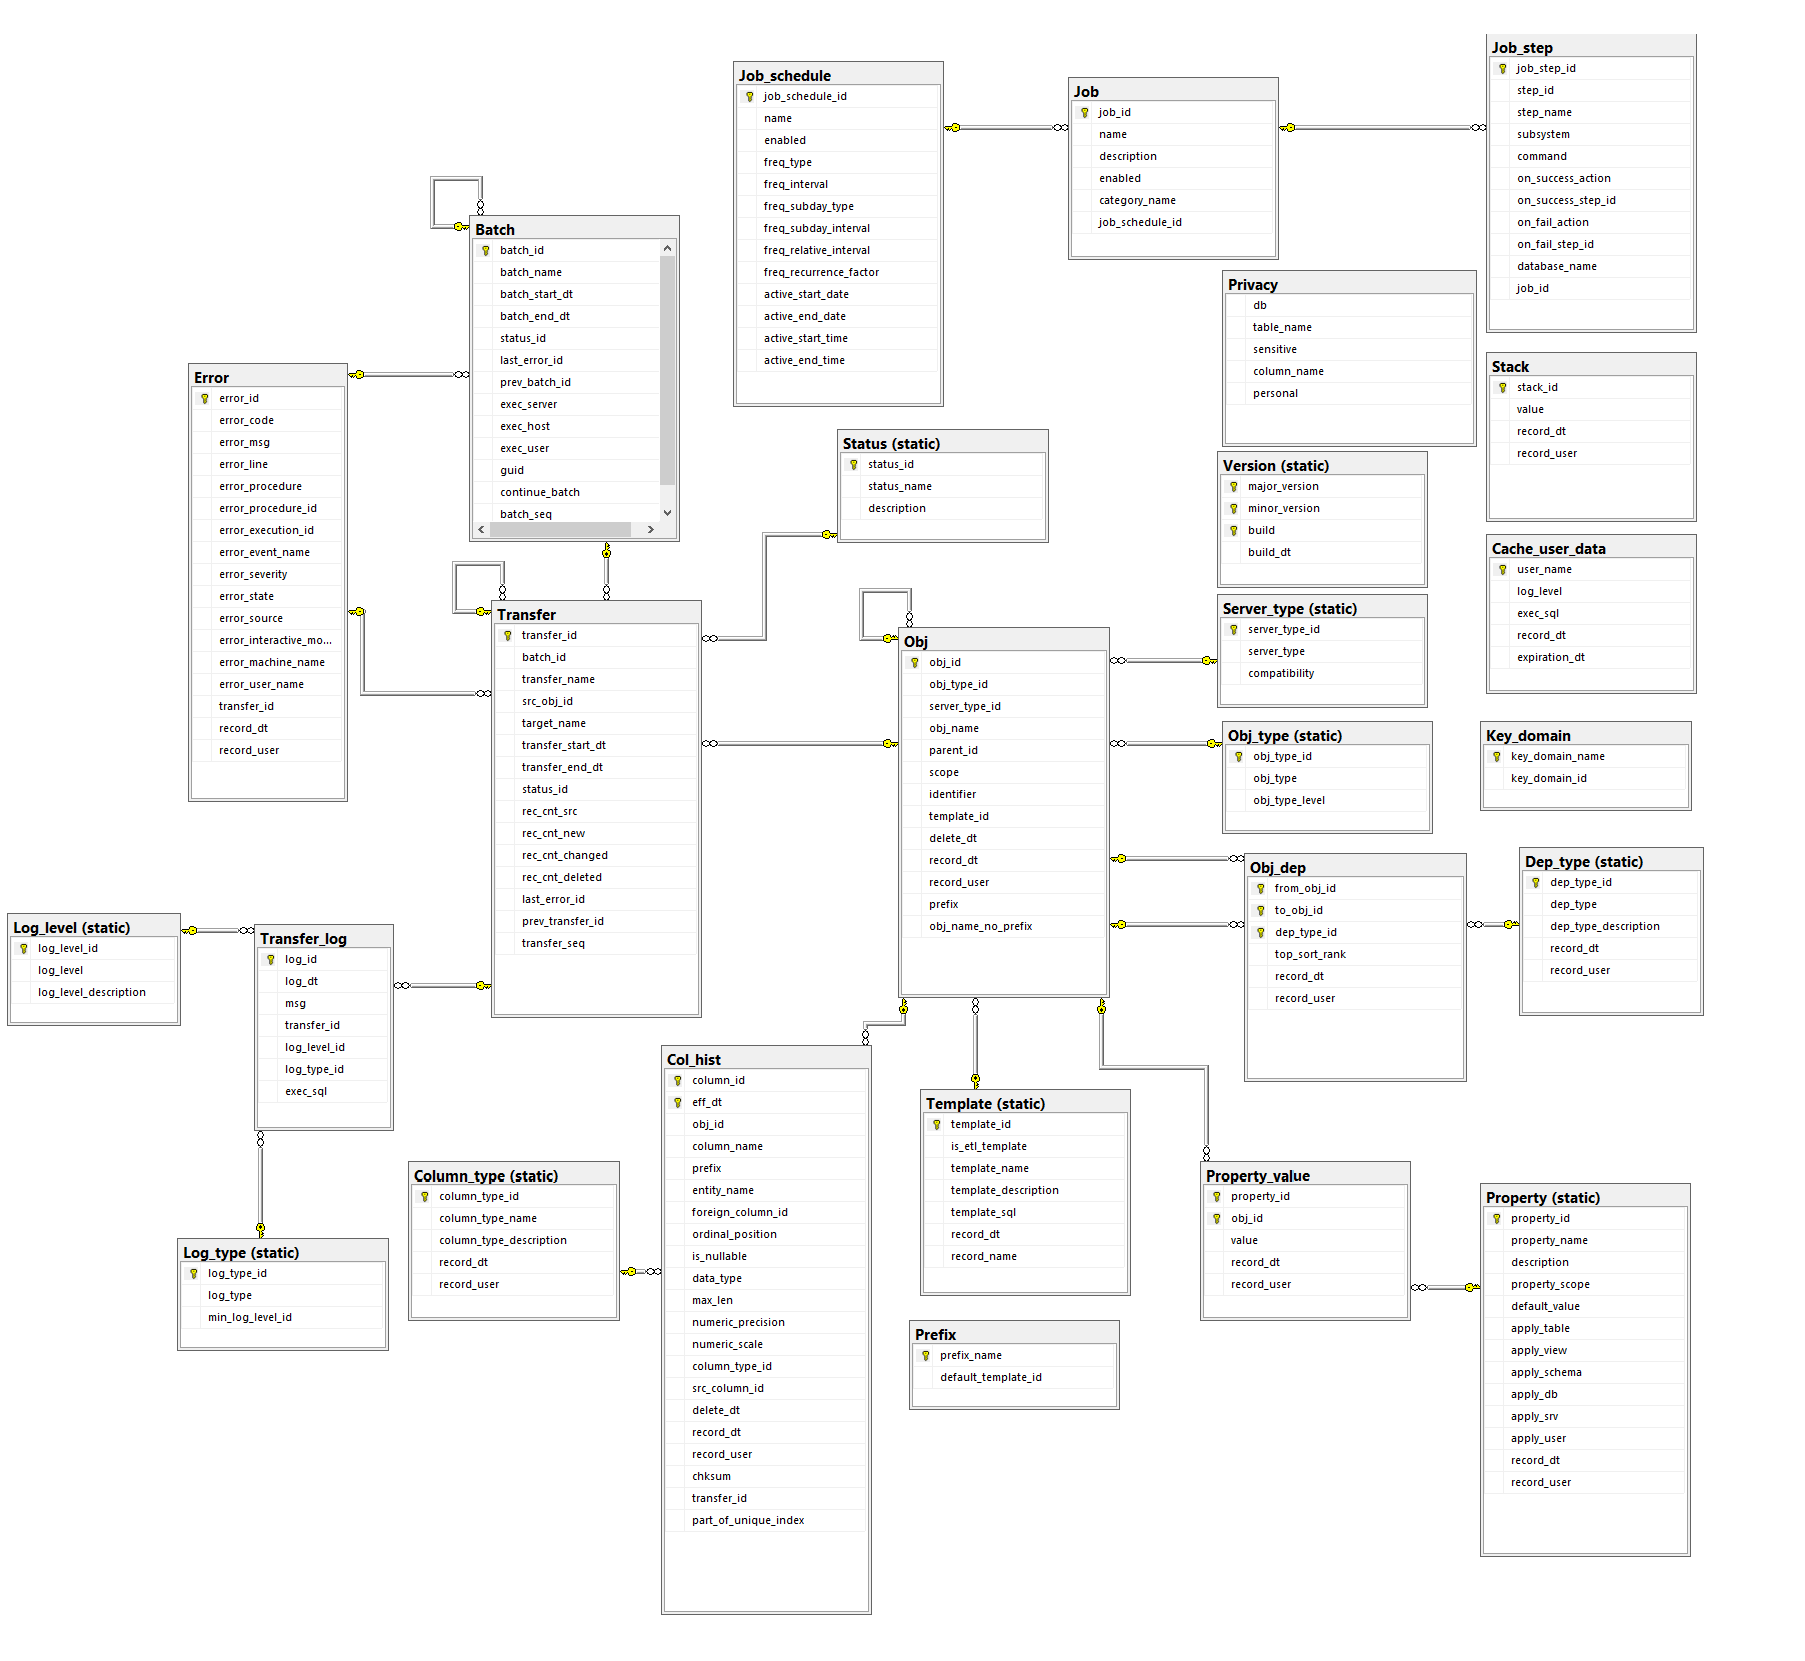 Job_step
job_step_id
step_id
step_name
subsystem
command
on_success_action
on_success_step_id
on_fail_action
on_fail_step_id
database_name
job_id
Job_schedule
job_schedule_id
name
enabled
freq_type
freq_interval
freq_subday_type
freq_subday_interval
freq_relative_interval
freq_recurrence_factor
active_start_date
active_end_date
active_start_time
active_end_time
Job
job_id
name
description
enabled
category_name
job_schedule_id
Batch
batch_id
batch_name
batch_start_dt
batch_end_dt
status_id
last_error_id
prev_batch_id
exec_server
exec_host
exec_user
guid
continue_batch
batch_seq
Privacy
db
table_name
sensitive
column_name
personal
Stack
stack_id
value
record_dt
record_user
Error
error_id
error_code
error_msg
error_line
error_procedure
error_procedure_id
error_execution_id
error_event_name
error_severity
error_state
error_source
error_interactive_mo...
error_machine_name
error_user_name
transfer_id
record_dt
record_user
Status (static)
status_id
status_name
description
Version (static)
major_version
minor_version
build
build_dt
Cache_user_data
user_name
log_level
exec_sql
record_dt
expiration_dt
Transfer
transfer_id
batch_id
transfer_name
src_obj_id
target_name
transfer_start_dt
transfer_end_dt
status_id
rec_cnt_src
rec_cnt_new
rec_cnt_changed
rec_cnt_deleted
last_error_id
prev_transfer_id
transfer_seq
Server_type (static)
server_type_id
server_type
compatibility
Obj
obj_id
obj_type_id
server_type_id
obj_name
parent_id
scope
identifier
template_id
delete_dt
record_dt
record_user
prefix
obj_name_no_prefix
Obj_type (static)
obj_type_id
obj_type
obj_type_level
Key_domain
key_domain_name
key_domain_id
Obj_dep
from_obj_id
to_obj_id
dep_type_id
top_sort_rank
record_dt
record_user
Dep_type (static)
dep_type_id
dep_type
dep_type_description
record_dt
record_user
Log_level (static)
log_level_id
log_level
log_level_description
Transfer_log
log_id
log_dt
msg
transfer_id
log_level_id
log_type_id
exec_sql
Col_hist
column_id
eff_dt
obj_id
column_name
prefix
entity_name
foreign_column_id
ordinal_position
is_nullable
data_type
max_len
numeric_precision
numeric_scale
column_type_id
src_column_id
delete_dt
record_dt
record_user
chksum
transfer_id
part_of_unique_index
Template (static)
template_id
is_etl_template
template_name
template_description
template_sql
record_dt
record_name
Column_type (static)
column_type_id
column_type_name
column_type_description
record_dt
record_user
Property_value
property_id
obj_id
value
record_dt
record_user
Property (static)
property_id
property_name
description
property_scope
default_value
apply_table
apply_view
apply_schema
apply_db
apply_srv
apply_user
record_dt
record_user
Log_type (static)
log_type_id
log_type
min_log_level_id
Prefix
prefix_name
default_template_id